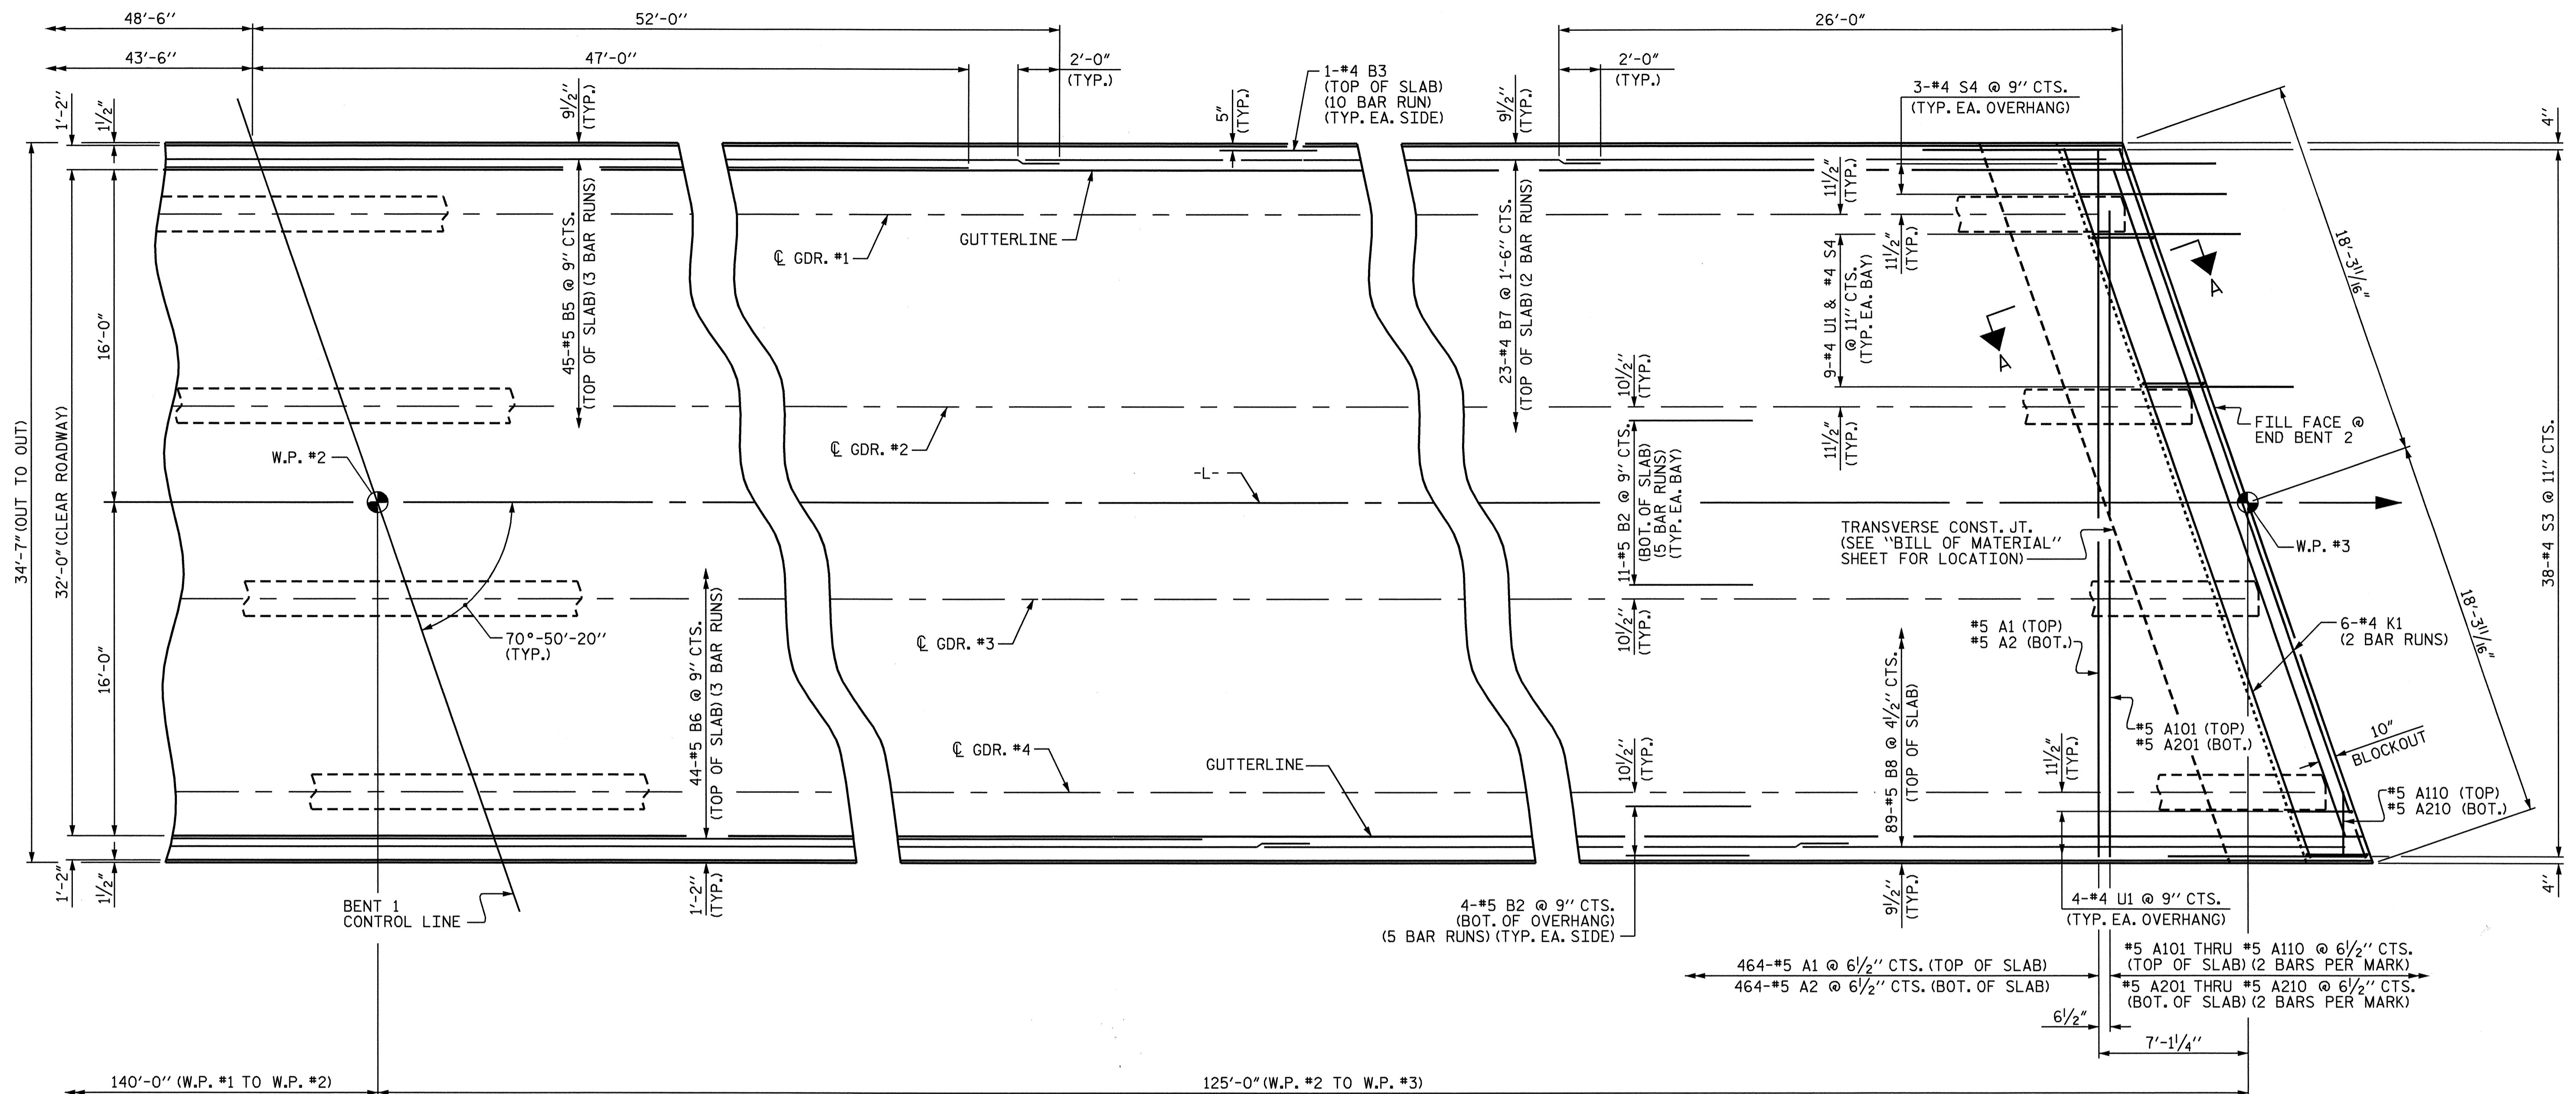 48'-6"
52'-0"
26'-0"
43'-6"
47'-0"
2'-0"
(TYP.)
2'-0"
(TYP.)
1'-2"
1½"
9½"
(TYP.)
5"
(TYP.)
1-#4 B3
(TOP OF SLAB)
(10 BAR RUN)
(TYP. EA. SIDE)
9½"
(TYP.)
3-#4 S4 @ 9" CTS.
(TYP. EA. OVERHANG)
4"
34'-7" (OUT TO OUT)
32'-0" (CLEAR ROADWAY)
16'-0"
16'-0"
45-#5 B5 @ 9" CTS.
(TOP OF SLAB) (3 BAR RUNS)
GUTTERLINE
℄ GDR. #1
23-#4 B7 @ 1'-6" CTS.
(TOP OF SLAB) (2 BAR RUNS)
11½"
(TYP.)
11½"
(TYP.)
9-#4 U1 & #4 S4
@ 11" CTS.
(TYP. EA. BAY)
A
A
18'-3 11/16"
℄ GDR. #2
10½"
(TYP.)
11½"
(TYP.)
FILL FACE @
END BENT 2
W.P. #2
-L-
11-#5 B2 @ 9" CTS.
(BOT. OF SLAB)
(5 BAR RUNS)
(TYP. EA. BAY)
TRANSVERSE CONST. JT.
(SEE "BILL OF MATERIAL"
SHEET FOR LOCATION)
W.P. #3
38-#4 S3 @ 11" CTS.
70°-50'-20"
(TYP.)
℄ GDR. #3
10½"
(TYP.)
#5 A1 (TOP)
#5 A2 (BOT.)
6-#4 K1
(2 BAR RUNS)
18'-3 11/16"
44-#5 B6 @ 9" CTS.
(TOP OF SLAB) (3 BAR RUNS)
℄ GDR. #4
GUTTERLINE
10½"
(TYP.)
89-#5 B8 @ 4½" CTS.
(TOP OF SLAB)
11½"
(TYP.)
#5 A101 (TOP)
#5 A201 (BOT.)
10"
BLOCKOUT
#5 A110 (TOP)
#5 A210 (BOT.)
1'-2"
1½"
BENT 1
CONTROL LINE
1'-2"
(TYP.)
4-#5 B2 @ 9" CTS.
(BOT. OF OVERHANG)
(5 BAR RUNS) (TYP. EA. SIDE)
9½"
(TYP.)
4-#4 U1 @ 9" CTS.
(TYP. EA. OVERHANG)
4"
464-#5 A1 @ 6½" CTS. (TOP OF SLAB)
464-#5 A2 @ 6½" CTS. (BOT. OF SLAB)
#5 A101 THRU #5 A110 @ 6½" CTS.
(TOP OF SLAB) (2 BARS PER MARK)
#5 A201 THRU #5 A210 @ 6½" CTS.
(BOT. OF SLAB) (2 BARS PER MARK)
6½"
7'-1¼"
140'-0" (W.P. #1 TO W.P. #2)
125'-0" (W.P. #2 TO W.P. #3)